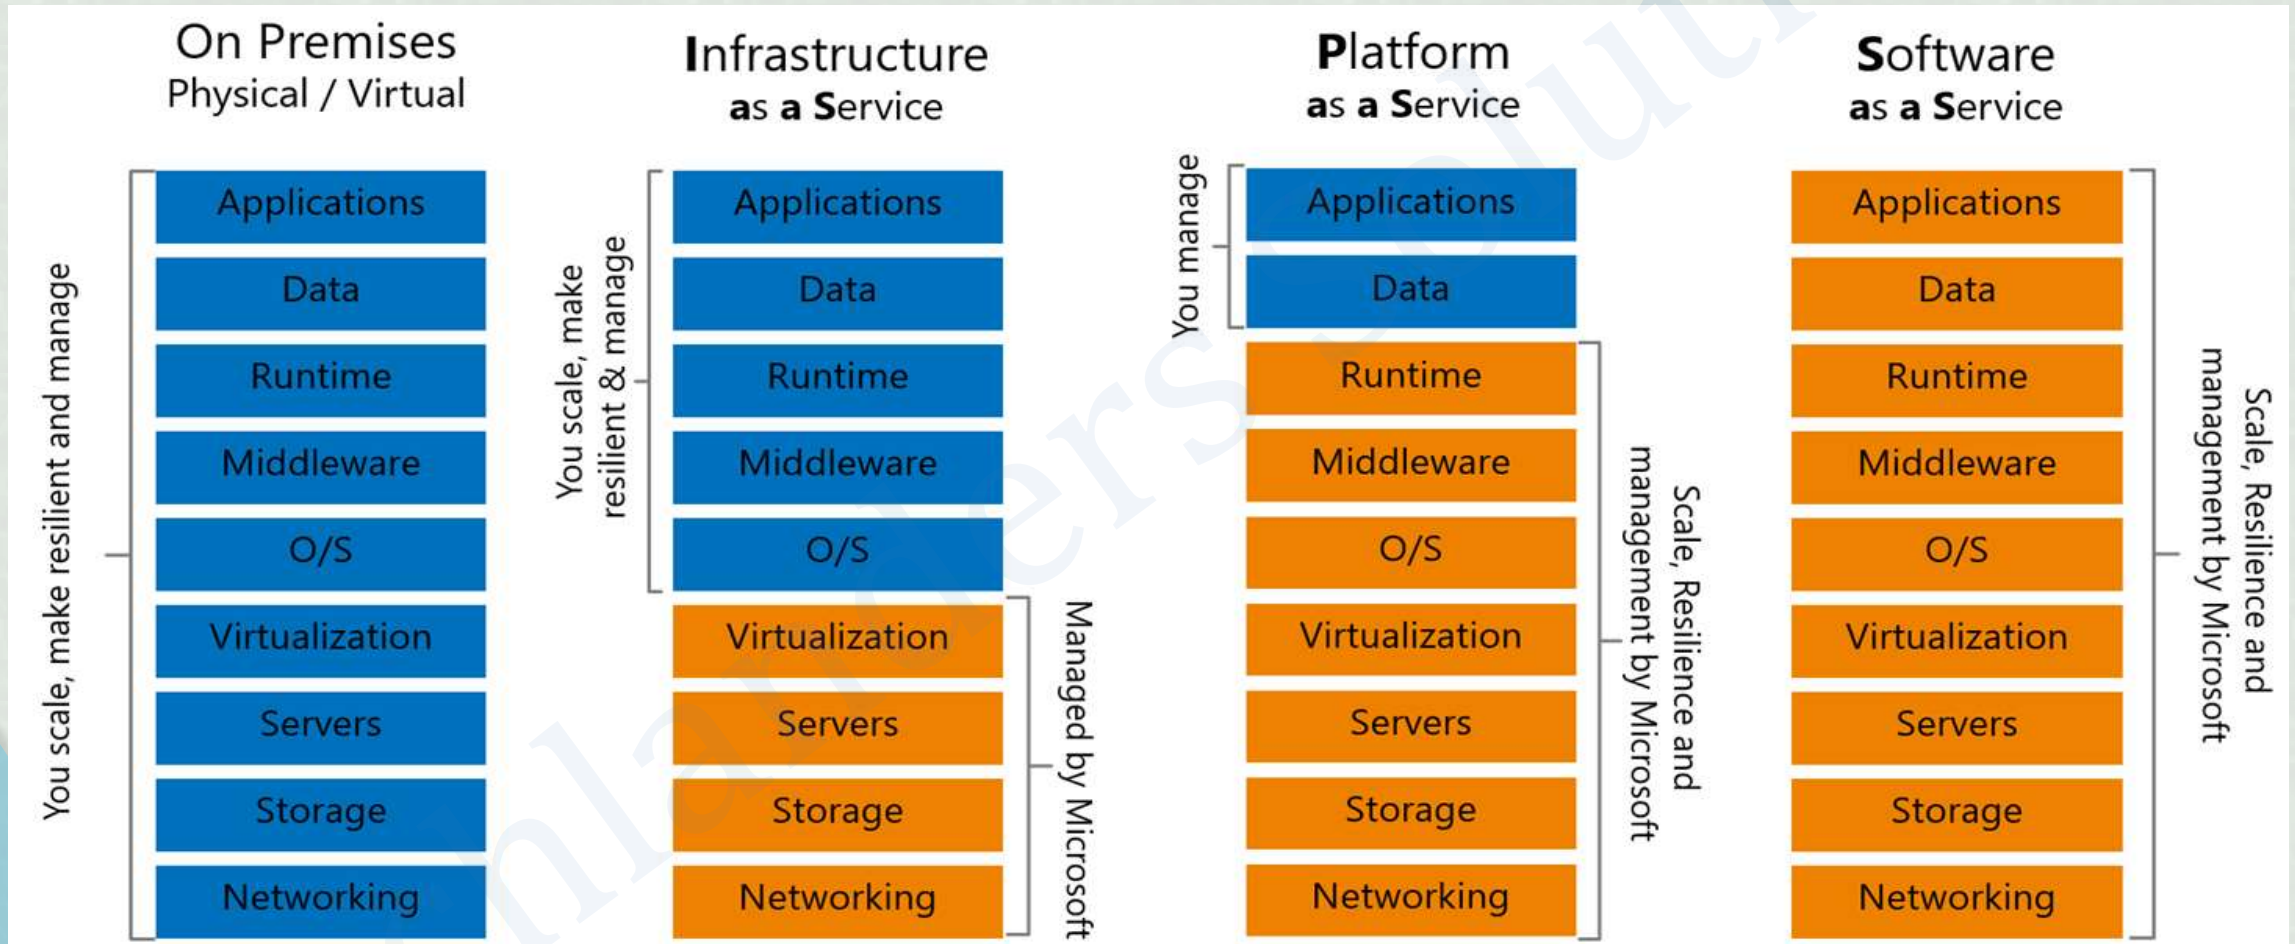 On Premises
Physical / Virtual
You scale, make resilient and manage
Applications
Data
Runtime
Middleware
O/S
Virtualization
Servers
Storage
Networking
Infrastructure
as a Service
You scale, make
resilient & manage
Applications
Data
Runtime
Middleware
O/S
Virtualization
Servers
Storage
Networking
Managed by Microsoft
Platform
as a Service
You manage
Applications
Data
Runtime
Middleware
O/S
Virtualization
Servers
Storage
Networking
Scale, Resilience and
management by Microsoft
Software
as a Service
Applications
Data
Runtime
Middleware
O/S
Virtualization
Servers
Storage
Networking
Scale, Resilience and
management by Microsoft